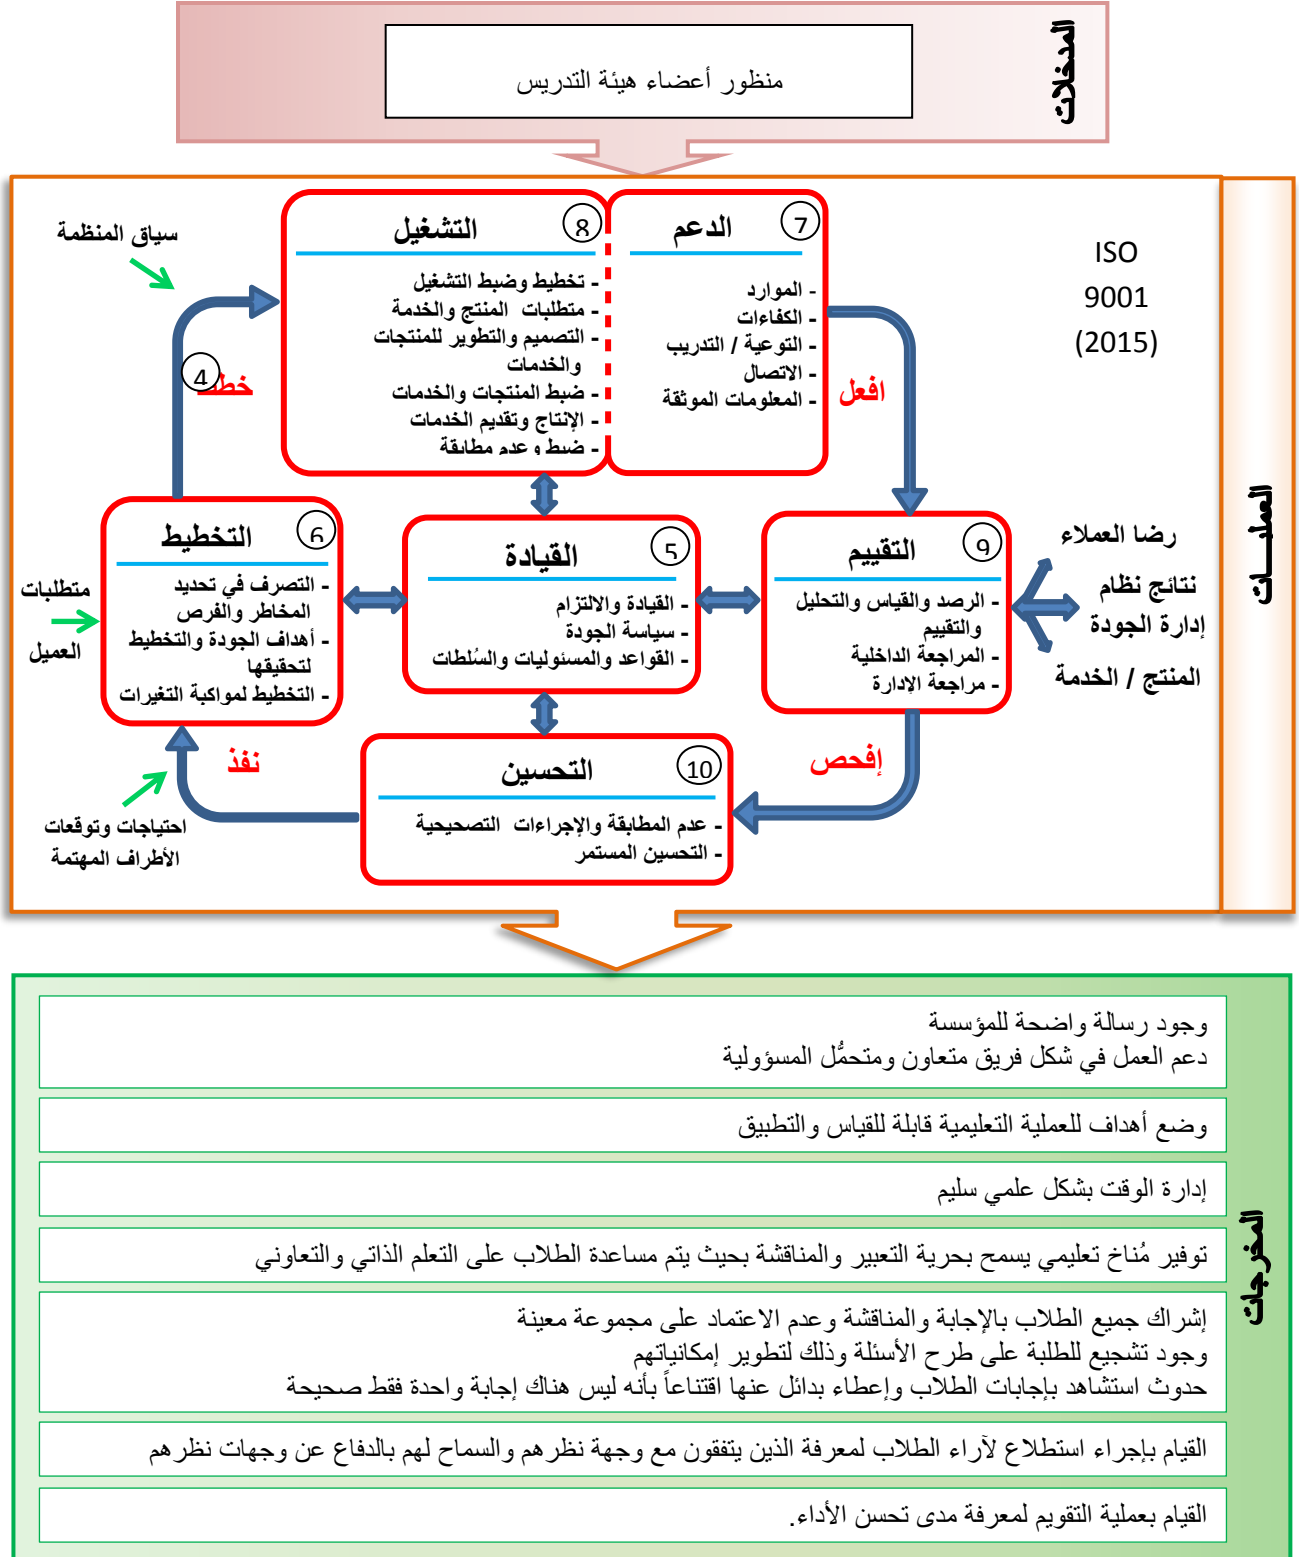 المدخلات
منظور أعضاء هيئة التدريس
العمليـــات
ISO
9001
(2015)
7
الدعم
- الموارد
- الكفاءات
- التوعية / التدريب
- الاتصال
- المعلومات الموثقة
8
التشغيل
- تخطيط وضبط التشغيل
- متطلبات المنتج والخدمة
- التصميم والتطوير للمنتجات
والخدمات
- ضبط المنتجات والخدمات
- الإنتاج وتقديم الخدمات
- ضبط وعدم مطابقة
سياق المنظمة
4
خطط
افعل
9
التقييم
- الرصد والقياس والتحليل
والتقييم
- المراجعة الداخلية
- مراجعة الإدارة
رضا العملاء
نتائج نظام
إدارة الجودة
المنتج / الخدمة
5
القيادة
- القيادة والالتزام
- سياسة الجودة
- القواعد والمسئوليات والسُلطات
6
التخطيط
- التصرف في تحديد
المخاطر والفرص
- أهداف الجودة والتخطيط
لتحقيقها
- التخطيط لمواكبة التغيرات
متطلبات
العميل
إفحص
نفذ
10
التحسين
- عدم المطابقة والإجراءات التصحيحية
- التحسين المستمر
احتياجات وتوقعات
الأطراف المهتمة
المخرجات
وجود رسالة واضحة للمؤسسة
دعم العمل في شكل فريق متعاون ومتحمُّل المسؤولية
وضع أهداف للعملية التعليمية قابلة للقياس والتطبيق
إدارة الوقت بشكل علمي سليم
توفير مُناخ تعليمي يسمح بحرية التعبير والمناقشة بحيث يتم مساعدة الطلاب على التعلم الذاتي والتعاوني
إشراك جميع الطلاب بالإجابة والمناقشة وعدم الاعتماد على مجموعة معينة
وجود تشجيع للطلبة على طرح الأسئلة وذلك لتطوير إمكانياتهم
حدوث استشاهد بإجابات الطلاب وإعطاء بدائل عنها اقتناعاً بأنه ليس هناك إجابة واحدة فقط صحيحة
القيام بإجراء استطلاع لآراء الطلاب لمعرفة الذين يتفقون مع وجهة نظرهم والسماح لهم بالدفاع عن وجهات نظرهم
القيام بعملية التقويم لمعرفة مدى تحسن الأداء.